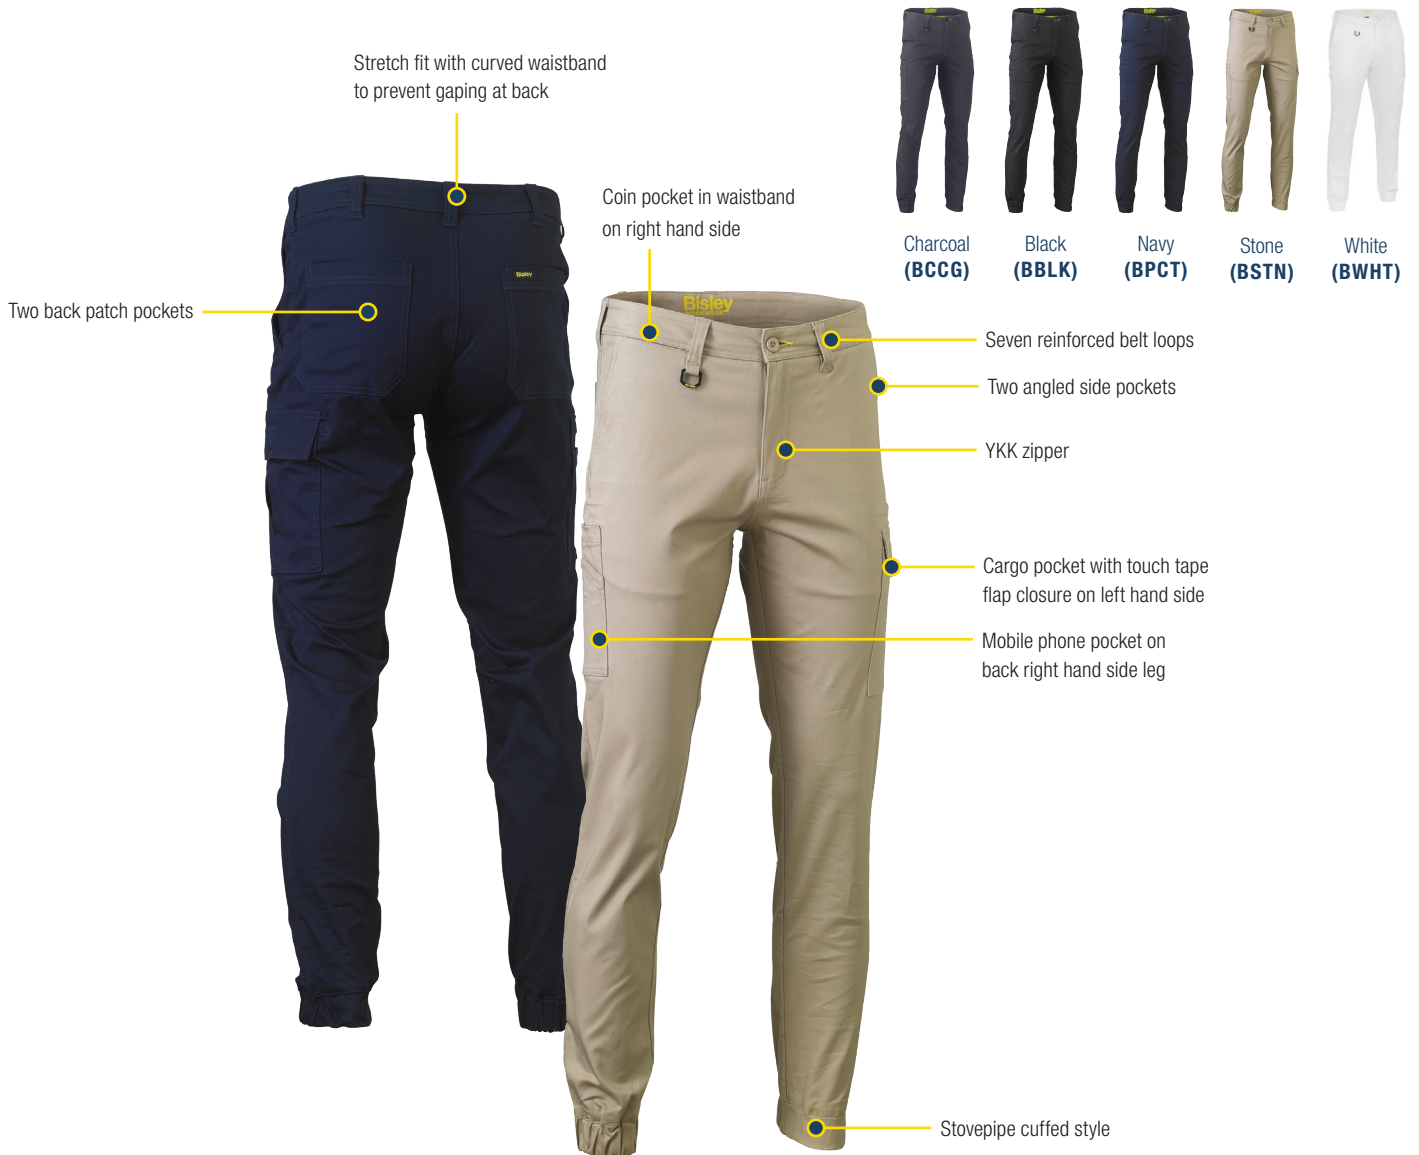 Stretch fit with curved waistband
to prevent gaping at back
Coin pocket in waistband
on right hand side
Two back patch pockets
Bisley
Bisley
WORKWEAR
Charcoal
(BCCG)
Black
(BBLK)
Navy
(BPCT)
Stone
(BSTN)
White
(BWHT)
Seven reinforced belt loops
Two angled side pockets
YKK zipper
Cargo pocket with touch tape
flap closure on left hand side
Mobile phone pocket on
back right hand side leg
Stovepipe cuffed style